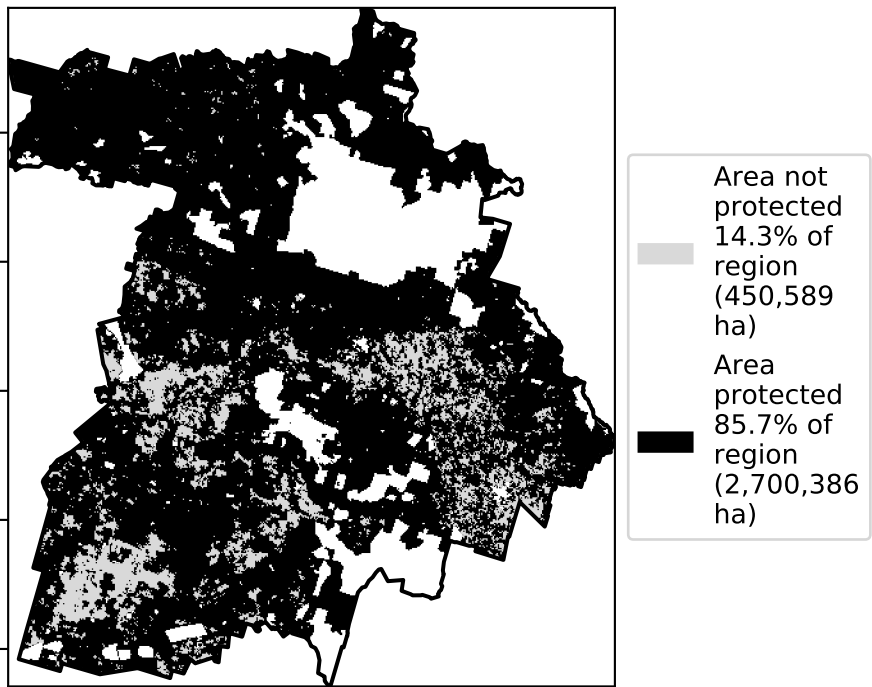 Area not
protected
14.3% of
region
(450,589
ha)
Area
protected
85.7% of
region
(2,700,386
ha)